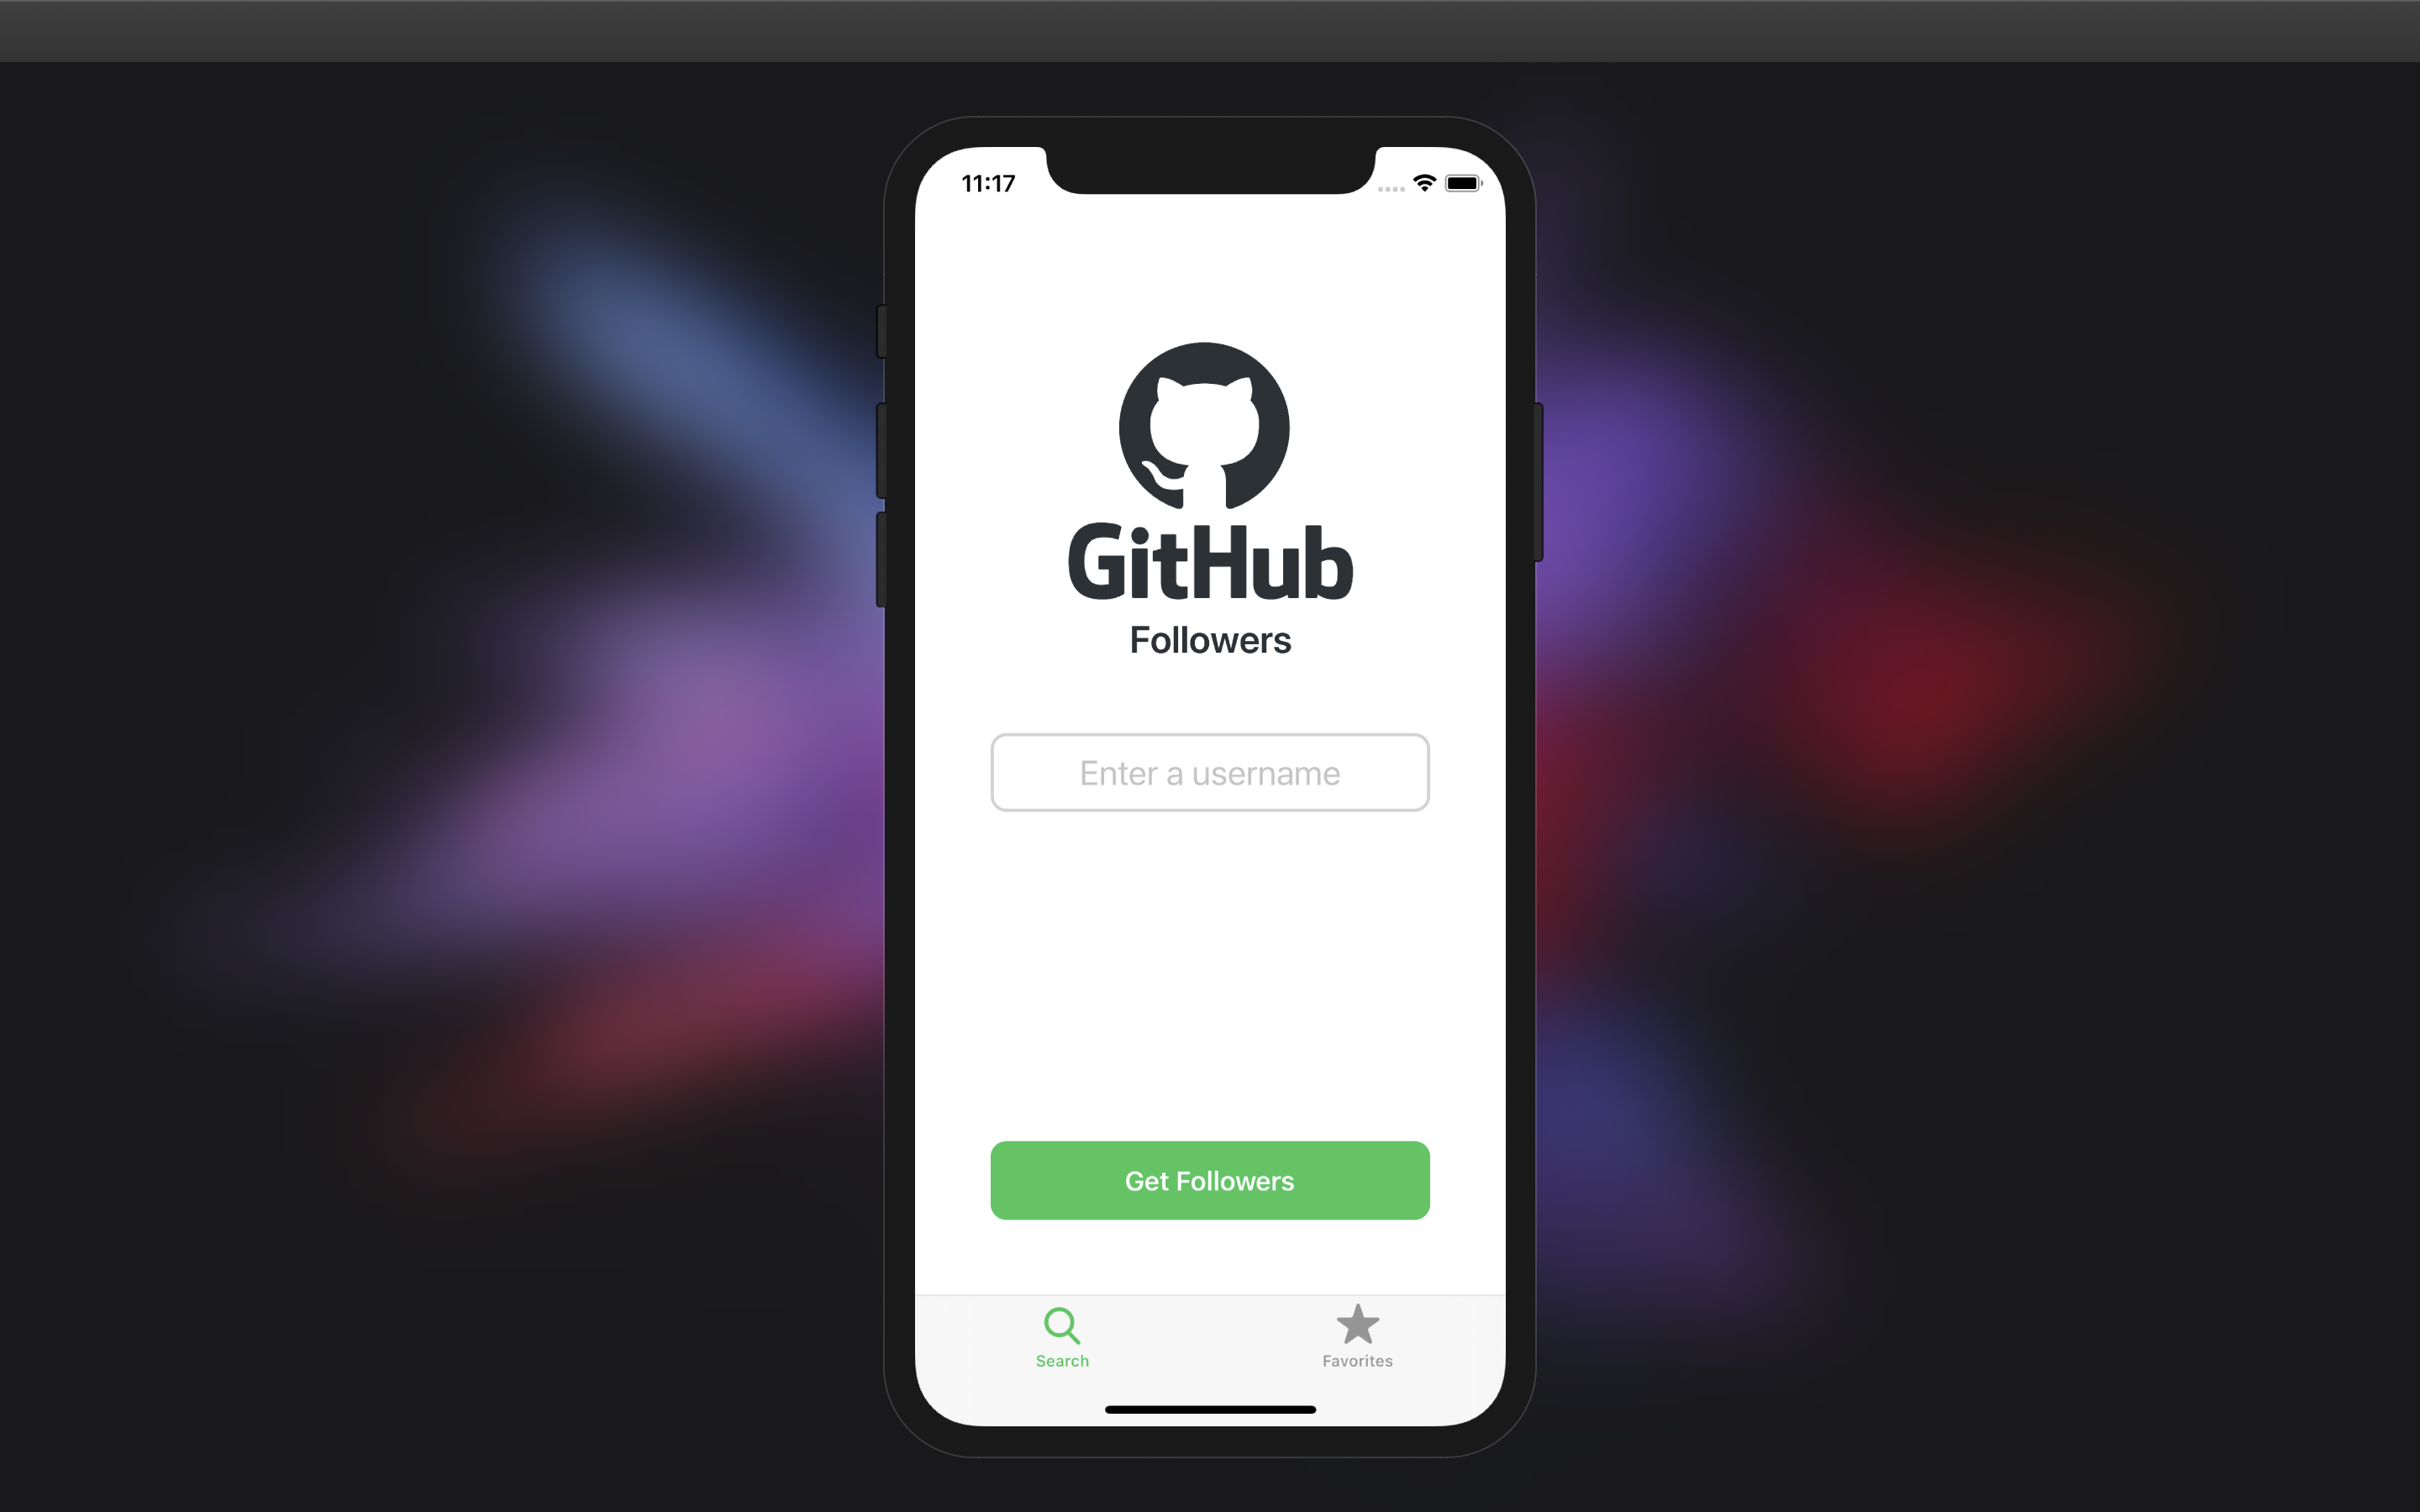 11:17
GitHub
Followers
Enter a username
Get Followers
Search
Favorites